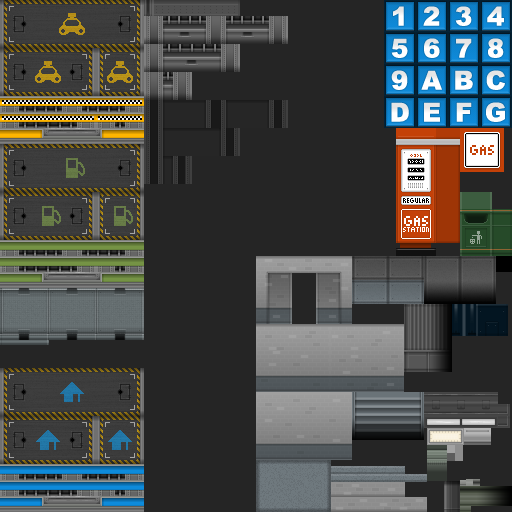 1 2 3 4
5 6 7 8
9 A B C
D E F G
GAS
REGULAR
GAS
STATION